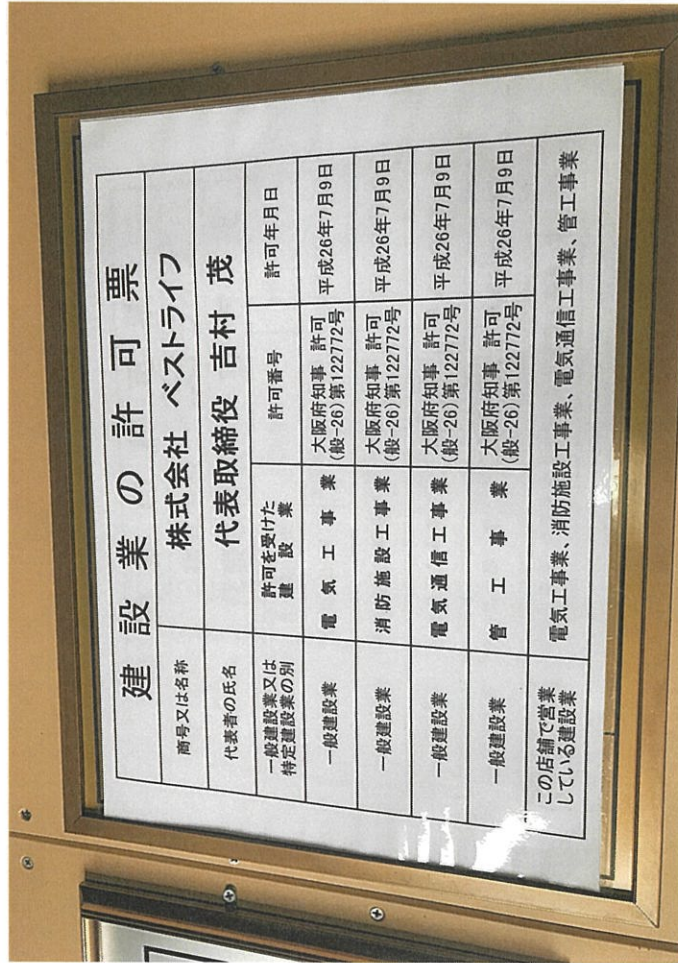 建設業の許可票
商号又は名称 株式会社 ベストライフ
代表者の氏名 代表取締役 吉村 茂
一般建設業又は
特定建設業の別
許可を受けた
建設業
許可番号
許可年月日
一般建設業
電気工事業
大阪府知事 許可
(般-26)第122772号
平成26年7月9日
一般建設業
消防施設工事業
大阪府知事 許可
(般-26)第122772号
平成26年7月9日
一般建設業
電気通信工事業
大阪府知事 許可
(般-26)第122772号
平成26年7月9日
一般建設業
管工事業
大阪府知事 許可
(般-26)第122772号
平成26年7月9日
この店舗で営業
している建設業
電気工事業、消防施設工事業、電気通信工事業、管工事業